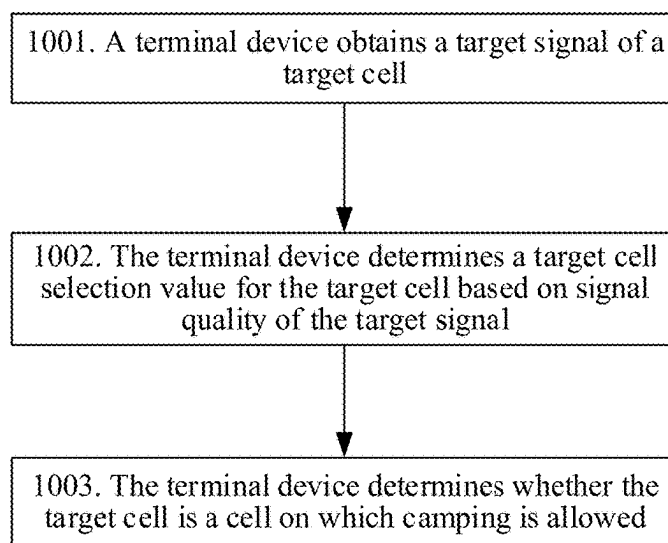 1001. A terminal device obtains a target signal of a
target cell
1002. The terminal device determines a target cell
selection value for the target cell based on signal
quality of the target signal
1003. The terminal device determines whether the
target cell is a cell on which camping is allowed